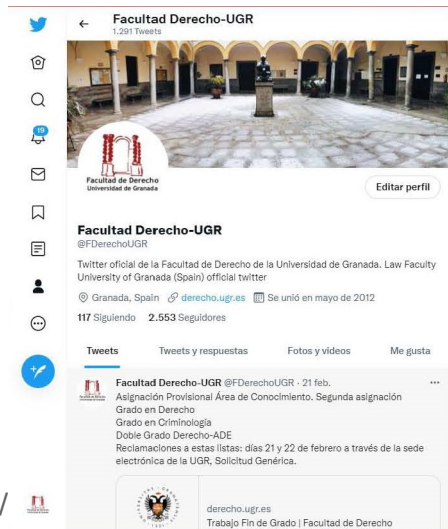 Facultad Derecho-UGR
1.291 Tweets
19
Facultad de Derecho
Universidad de Granada
Editar perfil
Facultad Derecho-UGR
@FDerechoUGR
Twitter oficial de la Facultad de Derecho de la Universidad de Granada. Law Faculty
University of Granada (Spain) official twitter
Granada, Spain derecho.ugr.es Se unió en mayo de 2012
117 Siguiendo 2.553 Seguidores
Tweets Tweets y respuestas Fotos y vídeos Me gusta
Facultad Derecho-UGR @FDerechoUGR · 21 feb.
Asignación Provisional Área de Conocimiento. Segunda asignación
Grado en Derecho
Grado en Criminología
Doble Grado Derecho-ADE
Reclamaciones a estas listas: días 21 y 22 de febrero a través de la sede
electrónica de la UGR, Solicitud Genérica.
derecho.ugr.es
Trabajo Fin de Grado | Facultad de Derecho
/